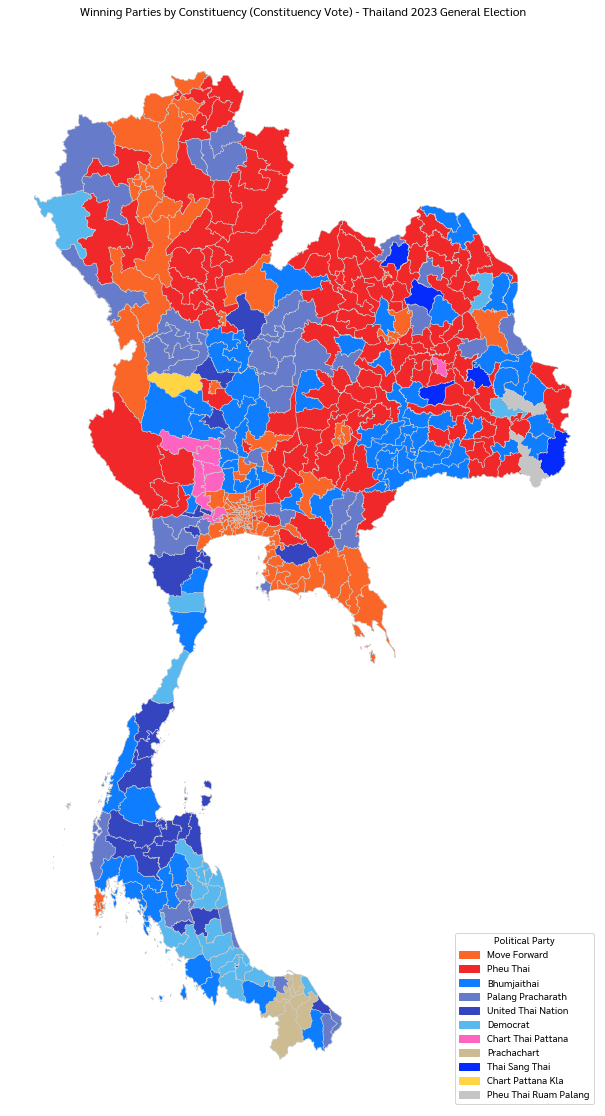 Winning Parties by Constituency (Constituency Vote) - Thailand 2023 General Election
Political Party
Move Forward
Pheu Thai
Bhumjaithai
Palang Pracharath
United Thai Nation
Democrat
Chart Thai Pattana
Prachachart
Thai Sang Thai
Chart Pattana Kla
Pheu Thai Ruam Palang